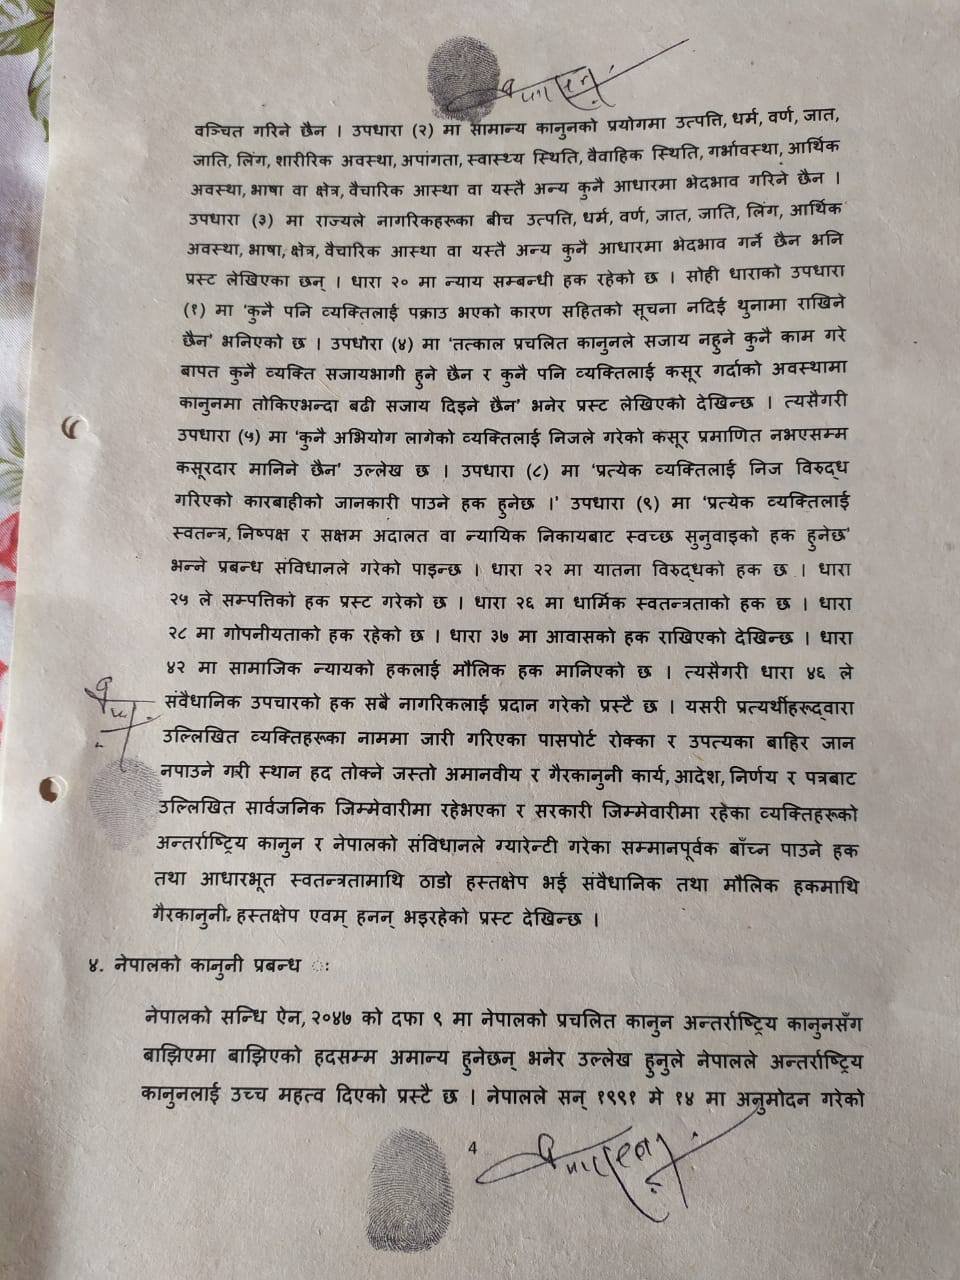 वञ्चित गरिने छैन । उपधारा (२) मा सामान्य कानुनको प्रयोगमा उत्पत्ति, धर्म, वर्ण, जात,
जाति, लिंग, शारीरिक अवस्था, अपांगता, स्वास्थ्य स्थिति, वैवाहिक स्थिति, गर्भावस्था, आर्थिक
अवस्था, भाषा वा क्षेत्र, वैचारिक आस्था वा यस्तै अन्य कुनै आधारमा भेदभाव गरिने छैन ।
उपधारा (३) मा राज्यले नागरिकहरूका बीच उत्पत्ति, धर्म, वर्ण, जात, जाति, लिंग, आर्थिक
अवस्था, भाषा, क्षेत्र, वैचारिक आस्था वा यस्तै अन्य कुनै आधारमा भेदभाव गर्ने छैन भनि
प्रस्ट लेखिएका छन् । धारा २० मा न्याय सम्बन्धी हक रहेको छ । सोही धाराको उपधारा
(१) मा 'कुनै पनि व्यक्तिलाई पक्राउ भएको कारण सहितको सूचना नदिई थुनामा राखिने
छैन' भनिएको छ । उपधोरा (४) मा 'तत्काल प्रचलित कानुनले सजाय नहुने कुनै काम गरे
बापत कुनै व्यक्ति सजायभागी हुने छैन र कुनै पनि व्यक्तिलाई कसूर गर्दाको अवस्थामा
कानुनमा तोकिएभन्दा बढी सजाय दिइने छैन' भनेर प्रस्ट लेखिएको देखिन्छ । त्यसैगरी
उपधारा (५) मा 'कुनै अभियोग लागेको व्यक्तिलाई निजले गरेको कसूर प्रमाणित नभएसम्म
कसूरदार मानिने छैन' उल्लेख छ । उपधारा (८) मा 'प्रत्येक व्यक्तिलाई निज विरुद्ध
गरिएको कारबाहीको जानकारी पाउने हक हुनेछ ।' उपधारा (९) मा 'प्रत्येक व्यक्तिलाई
स्वतन्त्र, निष्पक्ष र सक्षम अदालत वा न्यायिक निकायबाट स्वच्छ सुनुवाइको हक हुनेछ'
भन्ने प्रबन्ध संविधानले गरेको पाइन्छ । धारा २२ मा यातना विरुद्धको हक छ । धारा
२५ ले सम्पत्तिको हक प्रस्ट गरेको छ । धारा २६ मा धार्मिक स्वतन्त्रताको हक छ । धारा
२८ मा गोपनीयताको हक रहेको छ । धारा ३७ मा आवासको हक राखिएको देखिन्छ । धारा
४२ मा सामाजिक न्यायको हकलाई मौलिक हक मानिएको छ । त्यसैगरी धारा ४६ ले
संवैधानिक उपचारको हक सबै नागरिकलाई प्रदान गरेको प्रस्टै छ । यसरी प्रत्यर्थीहरूद्वारा
उल्लिखित व्यक्तिहरूका नाममा जारी गरिएका पासपोर्ट रोक्का र उपत्यका बाहिर जान
नपाउने गरी स्थान हद तोक्ने जस्तो अमानवीय र गैरकानुनी कार्य, आदेश, निर्णय र पत्रबाट
उल्लिखित सार्वजनिक जिम्मेवारीमा रहेभएका र सरकारी जिम्मेवारीमा रहेका व्यक्तिहरूको
अन्तर्राष्ट्रिय कानुन र नेपालको संविधानले ग्यारेन्टी गरेका सम्मानपूर्वक बाँच्न पाउने हक
तथा आधारभूत स्वतन्त्रतामाथि ठाडो हस्तक्षेप भई संवैधानिक तथा मौलिक हकमाथि
गैरकानुनी, हस्तक्षेप एवम् हनन् भइरहेको प्रस्ट देखिन्छ ।
४. नेपालको कानुनी प्रबन्ध ः
नेपालको सन्धि ऐन, २०४७ को दफा ९ मा नेपालको प्रचलित कानुन अन्तर्राष्ट्रिय कानुनसँग
बाझिएमा बाझिएको हदसम्म अमान्य हुनेछन् भनेर उल्लेख हुनुले नेपालले अन्तर्राष्ट्रिय
कानुनलाई उच्च महत्व दिएको प्रस्टै छ । नेपालले सन् १९९१ मे १४ मा अनुमोदन गरेको
4